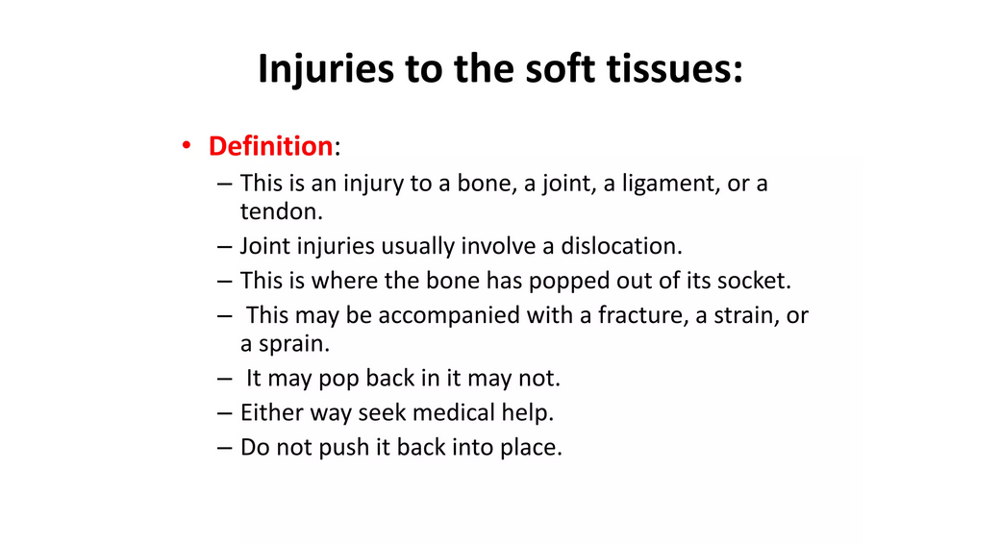 Injuries to the soft tissues:
• Definition:
– This is an injury to a bone, a joint, a ligament, or a
tendon.
– Joint injuries usually involve a dislocation.
– This is where the bone has popped out of its socket.
– This may be accompanied with a fracture, a strain, or
a sprain.
– It may pop back in it may not.
– Either way seek medical help.
– Do not push it back into place.